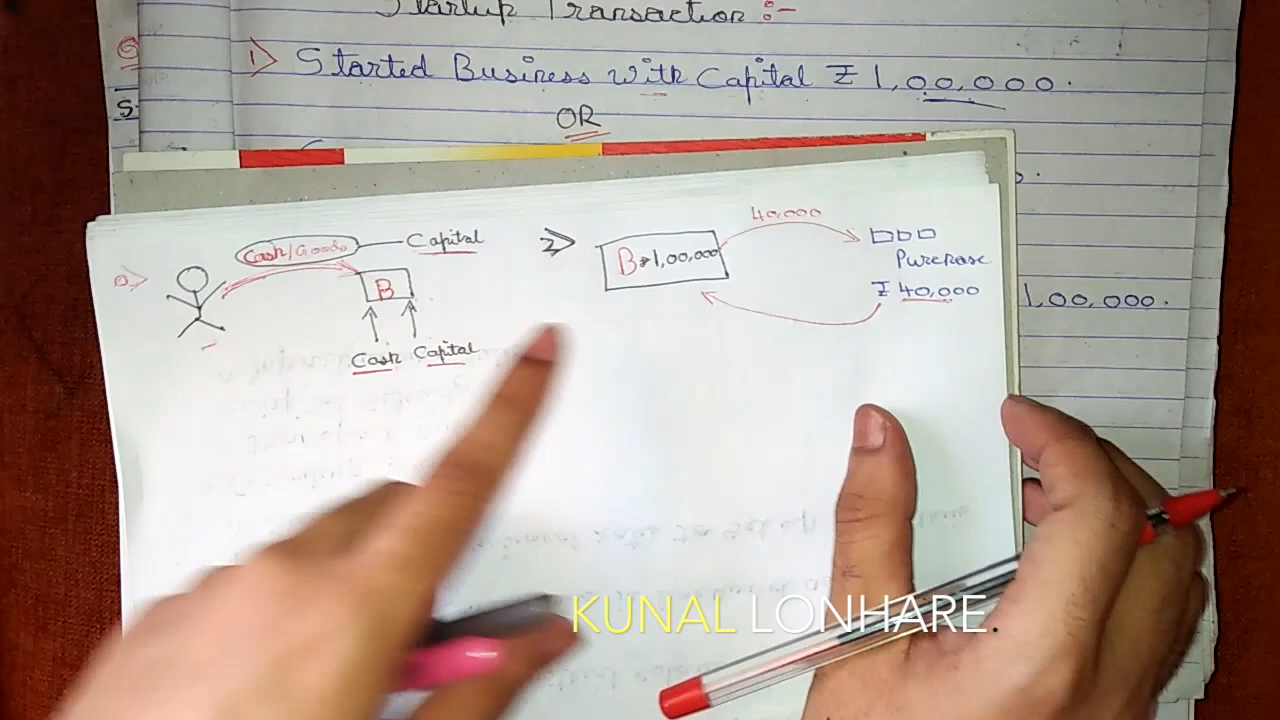 Startup Transaction :-
1) Started Business with Capital ₹ 1,00,000.
OR
S
Cash/Goods Capital
B
Cash Capital
2> B→1,00,000
40,000
Purchase
₹ 40,000
1,00,000.
KUNAL LONHARE.